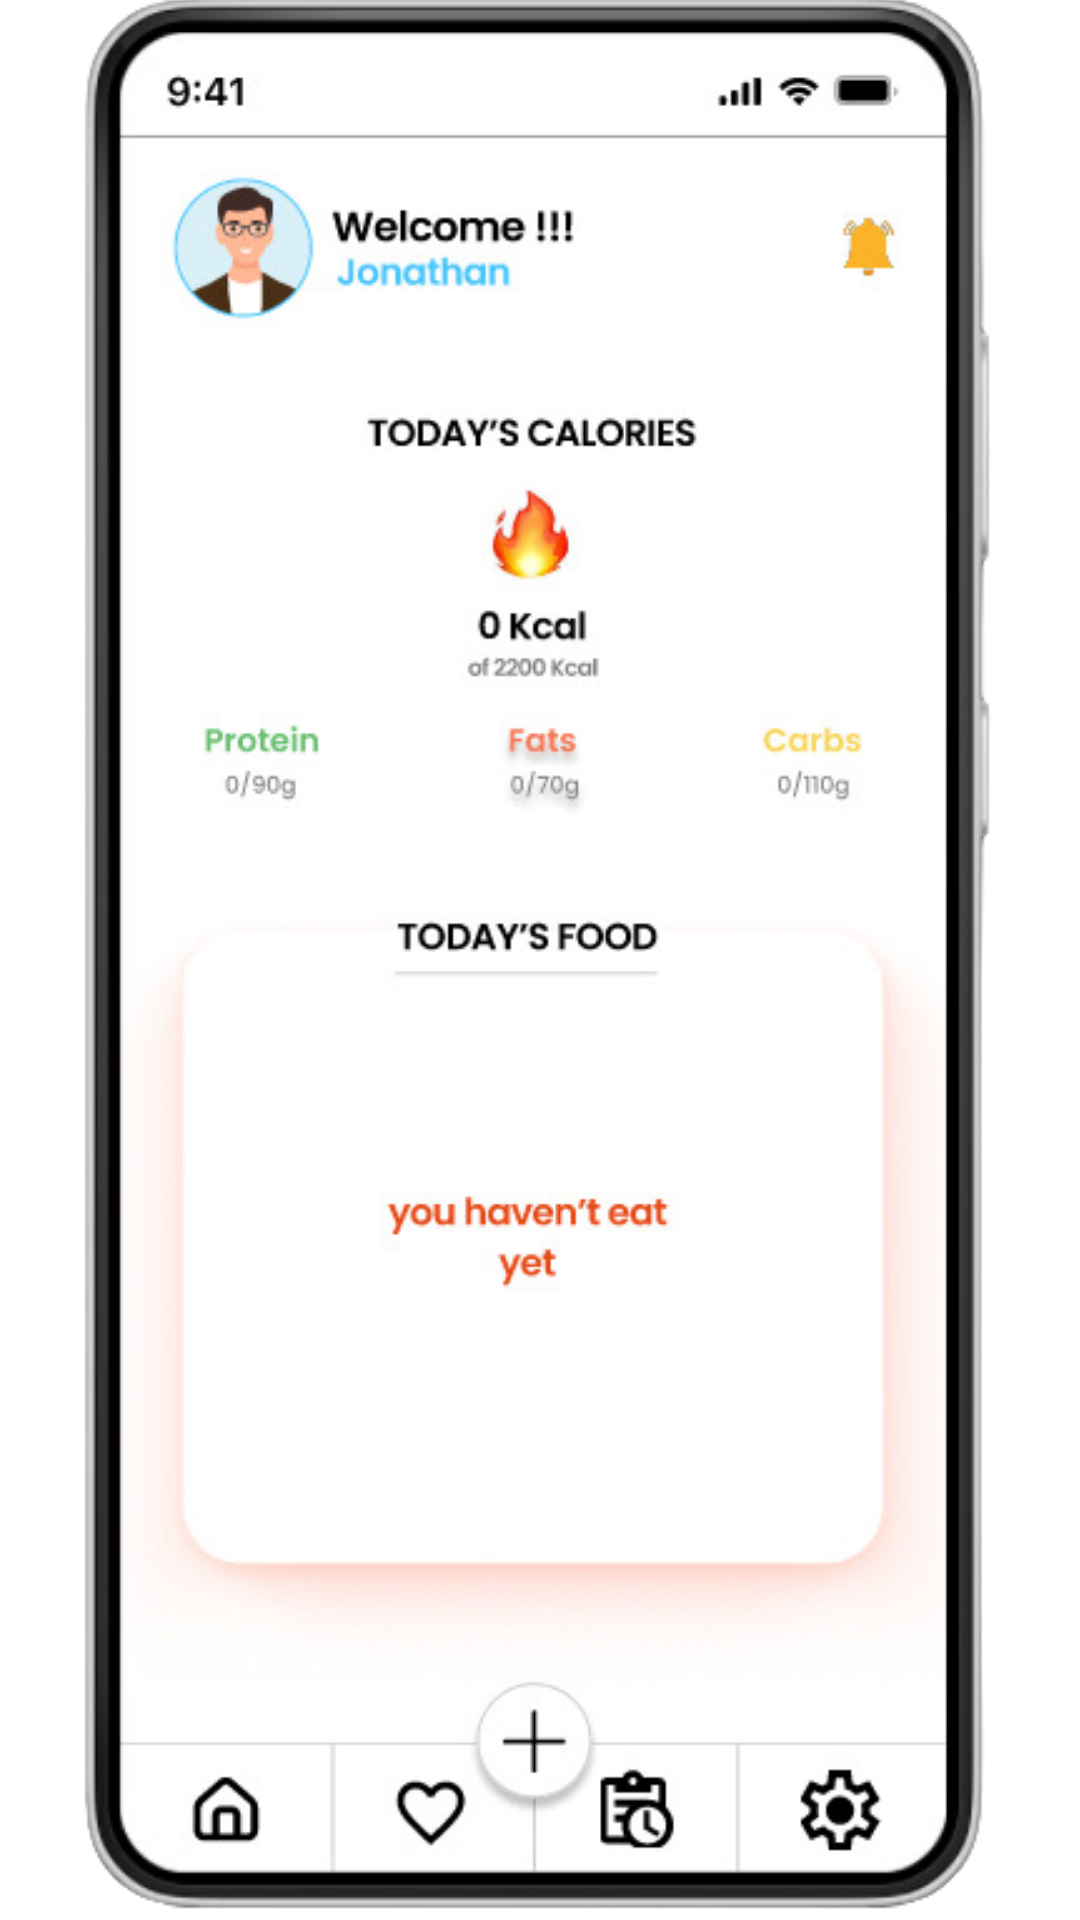 9:41
Welcome !!!
Jonathan
TODAY’S CALORIES
0 Kcal
of 2200 Kcal
Protein Fats Carbs
0/90g 0/70g 0/110g
TODAY’S FOOD
you haven’t eat
yet